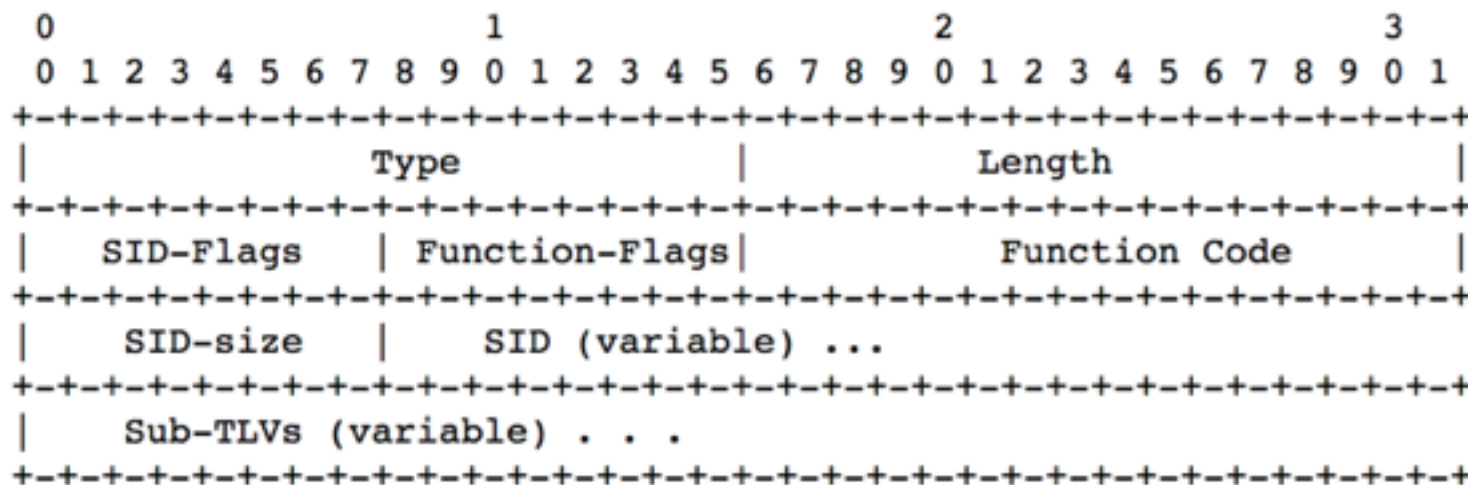 0                   1                   2                   3
0 1 2 3 4 5 6 7 8 9 0 1 2 3 4 5 6 7 8 9 0 1 2 3 4 5 6 7 8 9 0 1
+-+-+-+-+-+-+-+-+-+-+-+-+-+-+-+-+-+-+-+-+-+-+-+-+-+-+-+-+-+-+-+-+
|               Type            |          Length               |
+-+-+-+-+-+-+-+-+-+-+-+-+-+-+-+-+-+-+-+-+-+-+-+-+-+-+-+-+-+-+-+-+
|   SID-Flags   | Function-Flags|           Function Code       |
+-+-+-+-+-+-+-+-+-+-+-+-+-+-+-+-+-+-+-+-+-+-+-+-+-+-+-+-+-+-+-+-+
|    SID-size   |    SID (variable) ...
+-+-+-+-+-+-+-+-+-+-+-+-+-+-+-+-+-+-+-+-+-+-+-+-+-+-+-+-+-+-+-+-+
|    Sub-TLVs (variable) . . .
+-+-+-+-+-+-+-+-+-+-+-+-+-+-+-+-+-+-+-+-+-+-+-+-+-+-+-+-+-+-+-+-+